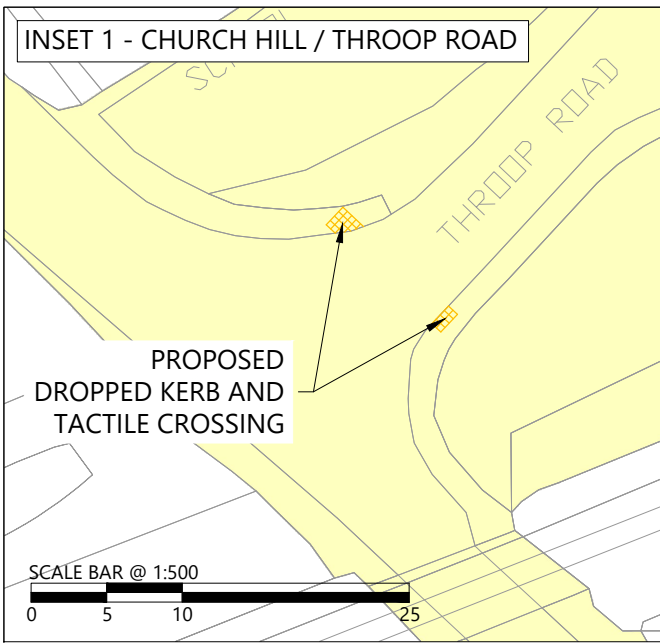 INSET 1 - CHURCH HILL / THROOP ROAD
THROOP ROAD
PROPOSED
DROPPED KERB AND
TACTILE CROSSING
SCALE BAR @ 1:500
0 5 10 25